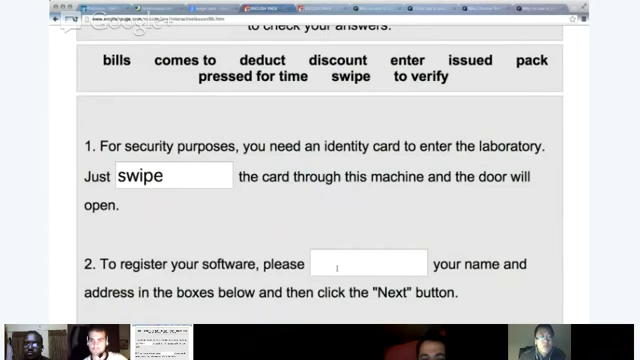 Google+
to check your answers.
bills comes to deduct discount enter issued pack
pressed for time swipe to verify
1. For security purposes, you need an identity card to enter the laboratory.
Just swipe the card through this machine and the door will
open.
2. To register your software, please your name and
address in the boxes below and then click the "Next" button.